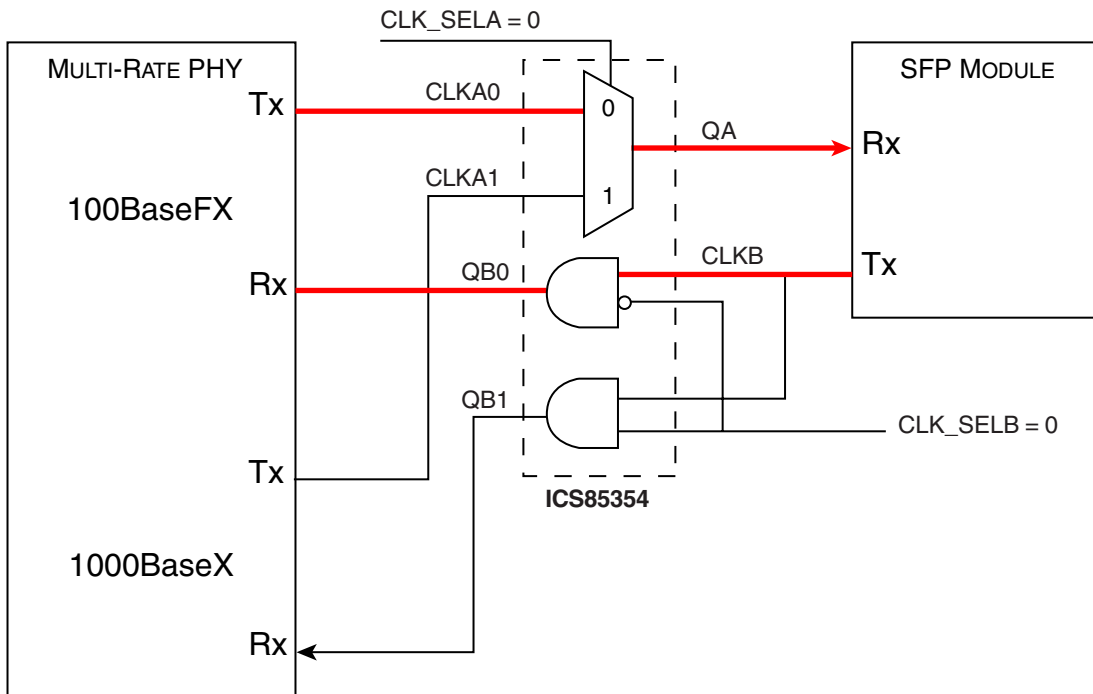 CLK_SELA = 0
MULTI-RATE PHY
SFP MODULE
Tx
CLKA0
0
QA
Rx
CLKA1
1
100BaseFX
Rx
QB0
CLKB
Tx
QB1
CLK_SELB = 0
Tx
ICS85354
1000BaseX
Rx